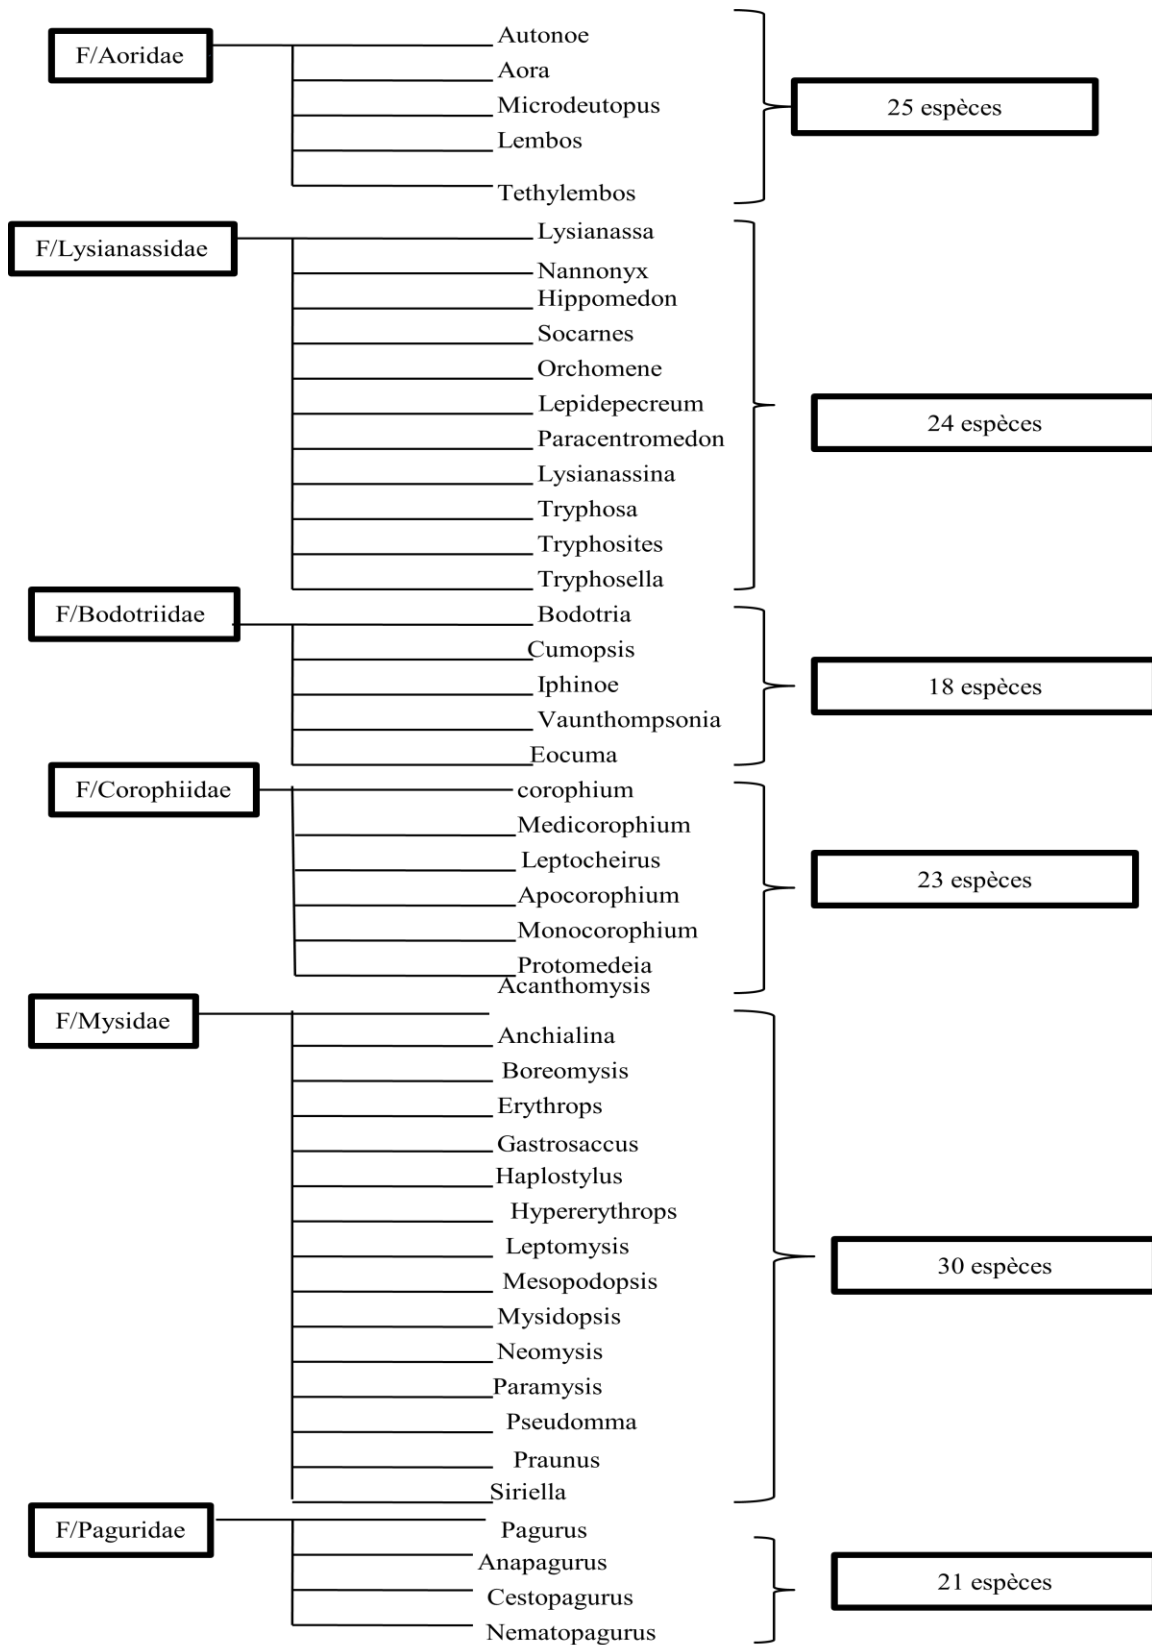 F/Aoridae
Autonoe
Aora
Microdeutopus
Lembos
Tethylembos
25 espèces
F/Lysianassidae
Lysianassa
Nannonyx
Hippomedon
Socarnes
Orchomene
Lepidepecreum
Paracentromedon
Lysianassina
Tryphosa
Tryphosites
Tryphosella
24 espèces
F/Bodotriidae
Bodotria
Cumopsis
Iphinoe
Vaunthompsonia
Eocuma
18 espèces
F/Corophiidae
corophium
Medicorophium
Leptocheirus
Apocorophium
Monocorophium
Protomedeia
23 espèces
F/Mysidae
Acanthomysis
Anchialina
Boreomysis
Erythrops
Gastrosaccus
Haplostylus
Hypererythrops
Leptomysis
Mesopodopsis
Mysidopsis
Neomysis
Paramysis
Pseudomma
Praunus
Siriella
30 espèces
F/Paguridae
Pagurus
Anapagurus
Cestopagurus
Nematopagurus
21 espèces